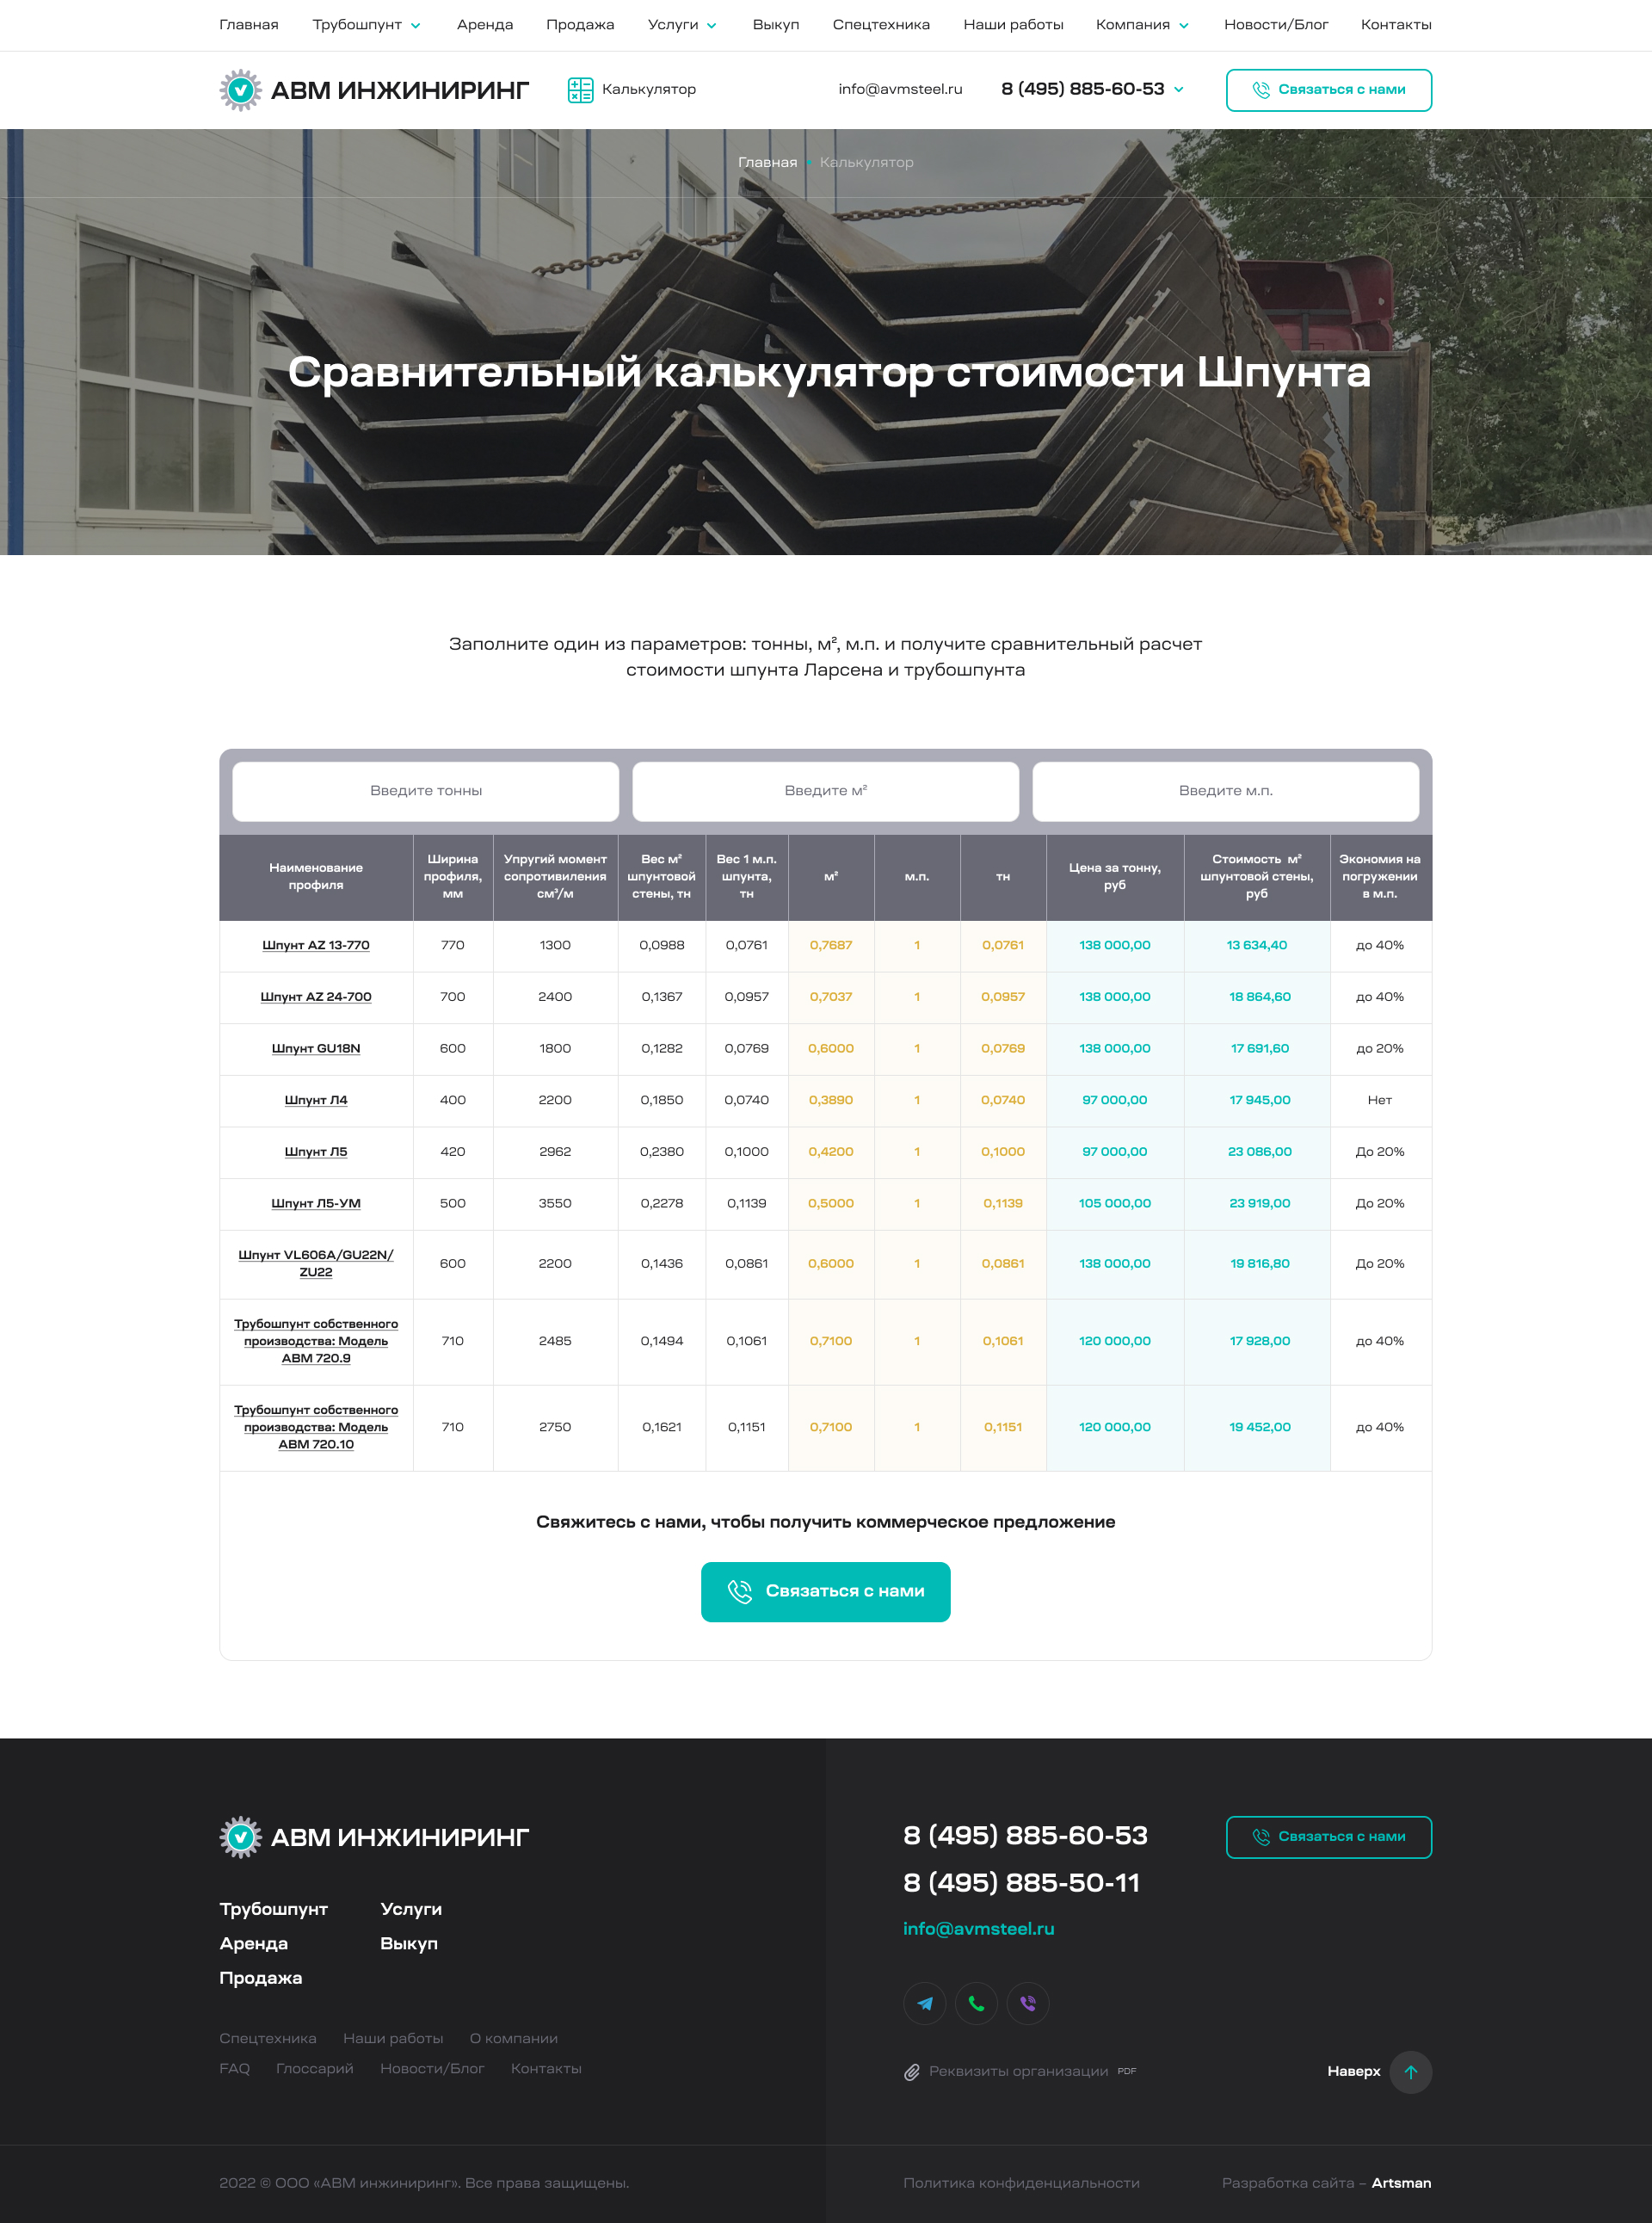 Главная Трубошпунт Аренда Продажа Услуги Выкуп Спецтехника Наши работы Компания Новости/Блог Контакты
АВМ ИНЖИНИРИНГ Калькулятор info@avmsteel.ru 8 (495) 885-60-53 Связаться с нами
Главная Калькулятор
Сравнительный калькулятор стоимости Шпунта
Заполните один из параметров: тонны, м², м.п. и получите сравнительный расчет
стоимости шпунта Ларсена и трубошпунта
Введите тонны Введите м² Введите м.п.
Наименование профиля Ширина профиля, мм Упругий момент сопротивления см³/м Вес м² шпунтовой стены, тн Вес 1 м.п. шпунта, тн м² м.п. тн Цена за тонну, руб Стоимость м² шпунтовой стены, руб Экономия на погружении в м.п.
Шпунт AZ 13-770 770 1300 0,0988 0,0761 0,7687 1 0,0761 138 000,00 13 634,40 до 40%
Шпунт AZ 24-700 700 2400 0,1367 0,0957 0,7037 1 0,0957 138 000,00 18 864,60 до 40%
Шпунт GU18N 600 1800 0,1282 0,0769 0,6000 1 0,0769 138 000,00 17 691,60 до 20%
Шпунт Л4 400 2200 0,1850 0,0740 0,3890 1 0,0740 97 000,00 17 945,00 Нет
Шпунт Л5 420 2962 0,2380 0,1000 0,4200 1 0,1000 97 000,00 23 086,00 До 20%
Шпунт Л5-УМ 500 3550 0,2278 0,1139 0,5000 1 0,1139 105 000,00 23 919,00 До 20%
Шпунт VL606A/GU22N/
ZU22 600 2200 0,1436 0,0861 0,6000 1 0,0861 138 000,00 19 816,80 До 20%
Трубошпунт собственного
производства: Модель
АВМ 720.9 710 2485 0,1494 0,1061 0,7100 1 0,1061 120 000,00 17 928,00 до 40%
Трубошпунт собственного
производства: Модель
АВМ 720.10 710 2750 0,1621 0,1151 0,7100 1 0,1151 120 000,00 19 452,00 до 40%
Свяжитесь с нами, чтобы получить коммерческое предложение
Связаться с нами
АВМ ИНЖИНИРИНГ
Трубошпунт Услуги
Аренда Выкуп
Продажа
Спецтехника Наши работы О компании
FAQ Глоссарий Новости/Блог Контакты
8 (495) 885-60-53 Связаться с нами
8 (495) 885-50-11
info@avmsteel.ru
Реквизиты организации PDF Наверх
2022 © ООО «АВМ инжиниринг». Все права защищены. Политика конфиденциальности Разработка сайта – Artsman